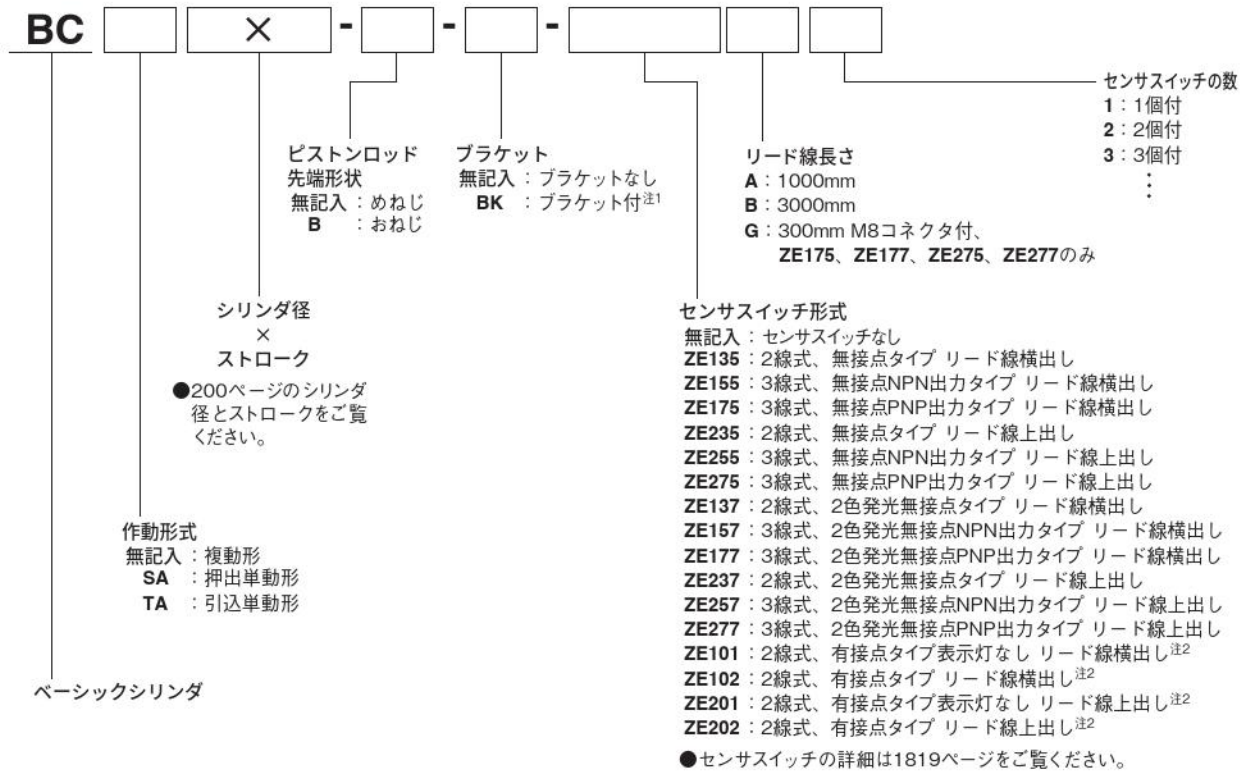 BC × - - -
センサスイッチの数
1：1個付
2：2個付
3：3個付
⋮
ピストンロッド
先端形状
無記入：めねじ
B：おねじ
ブラケット
無記入：ブラケットなし
BK：ブラケット付注1
リード線長さ
A：1000mm
B：3000mm
G：300mm M8コネクタ付、
ZE175、ZE177、ZE275、ZE277のみ
シリンダ径
×
ストローク
●200ページのシリンダ
径とストロークをご覧
ください。
センサスイッチ形式
無記入：センサスイッチなし
ZE135：2線式、無接点タイプ リード線横出し
ZE155：3線式、無接点NPN出力タイプ リード線横出し
ZE175：3線式、無接点PNP出力タイプ リード線横出し
ZE235：2線式、無接点タイプ リード線上出し
ZE255：3線式、無接点NPN出力タイプ リード線上出し
ZE275：3線式、無接点PNP出力タイプ リード線上出し
ZE137：2線式、2色発光無接点タイプ リード線横出し
ZE157：3線式、2色発光無接点NPN出力タイプ リード線横出し
ZE177：3線式、2色発光無接点PNP出力タイプ リード線横出し
ZE237：2線式、2色発光無接点タイプ リード線上出し
ZE257：3線式、2色発光無接点NPN出力タイプ リード線上出し
ZE277：3線式、2色発光無接点PNP出力タイプ リード線上出し
ZE101：2線式、有接点タイプ表示灯なし リード線横出し注2
ZE102：2線式、有接点タイプ リード線横出し注2
ZE201：2線式、有接点タイプ表示灯なし リード線上出し注2
ZE202：2線式、有接点タイプ リード線上出し注2
●センサスイッチの詳細は1819ページをご覧ください。
作動形式
無記入：複動形
SA：押出単動形
TA：引込単動形
ベーシックシリンダ